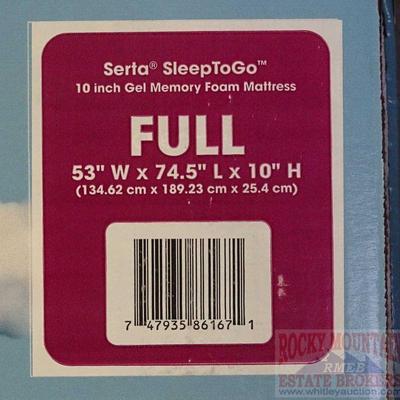 Serta® SleepToGo™
10 inch Gel Memory Foam Mattress
FULL
53" W x 74.5" L x 10" H
(134.62 cm x 189.23 cm x 25.4 cm)
7 47935 86167 1
ROCKY MOUNTAIN
RMEB
ESTATE BROKERS
www.whitleyauction.com